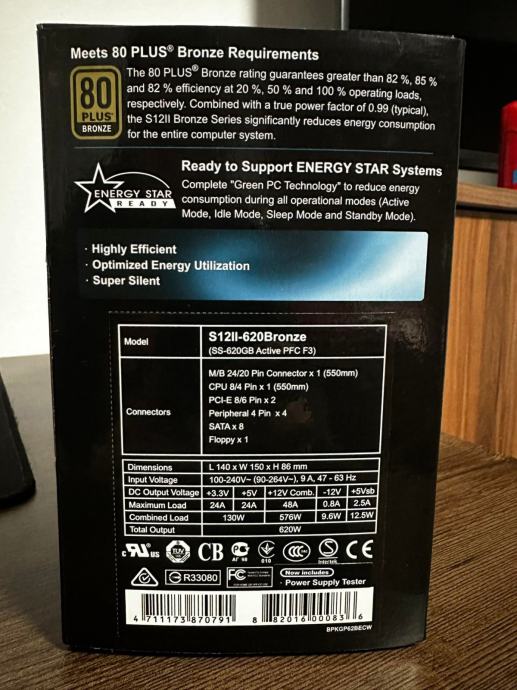 Meets 80 PLUS® Bronze Requirements
80
PLUS®
BRONZE
The 80 PLUS® Bronze rating guarantees greater than 82 %, 85 %
and 82 % efficiency at 20 %, 50 % and 100 % operating loads,
respectively. Combined with a true power factor of 0.99 (typical),
the S12II Bronze Series significantly reduces energy consumption
for the entire computer system.
ENERGY STAR
READY
Ready to Support ENERGY STAR Systems
Complete "Green PC Technology" to reduce energy
consumption during all operational modes (Active
Mode, Idle Mode, Sleep Mode and Standby Mode).
· Highly Efficient
· Optimized Energy Utilization
· Super Silent
Model S12II-620Bronze
(SS-620GB Active PFC F3)
Connectors
M/B 24/20 Pin Connector x 1 (550mm)
CPU 8/4 Pin x 1 (550mm)
PCI-E 8/6 Pin x 2
Peripheral 4 Pin x 4
SATA x 8
Floppy x 1
Dimensions L 140 x W 150 x H 86 mm
Input Voltage 100-240V~ (90-264V~), 9 A, 47 - 63 Hz
DC Output Voltage +3.3V +5V +12V Comb. -12V +5Vsb
Maximum Load 24A 24A 48A 0.8A 2.5A
Combined Load 130W 576W 9.6W 12.5W
Total Output 620W
c US TUV CB 010 CCC S Intertek CE
R33080 FC Now includes
· Power Supply Tester
4 711173 870791 8 82016 00083 6
BPKGP62BECW